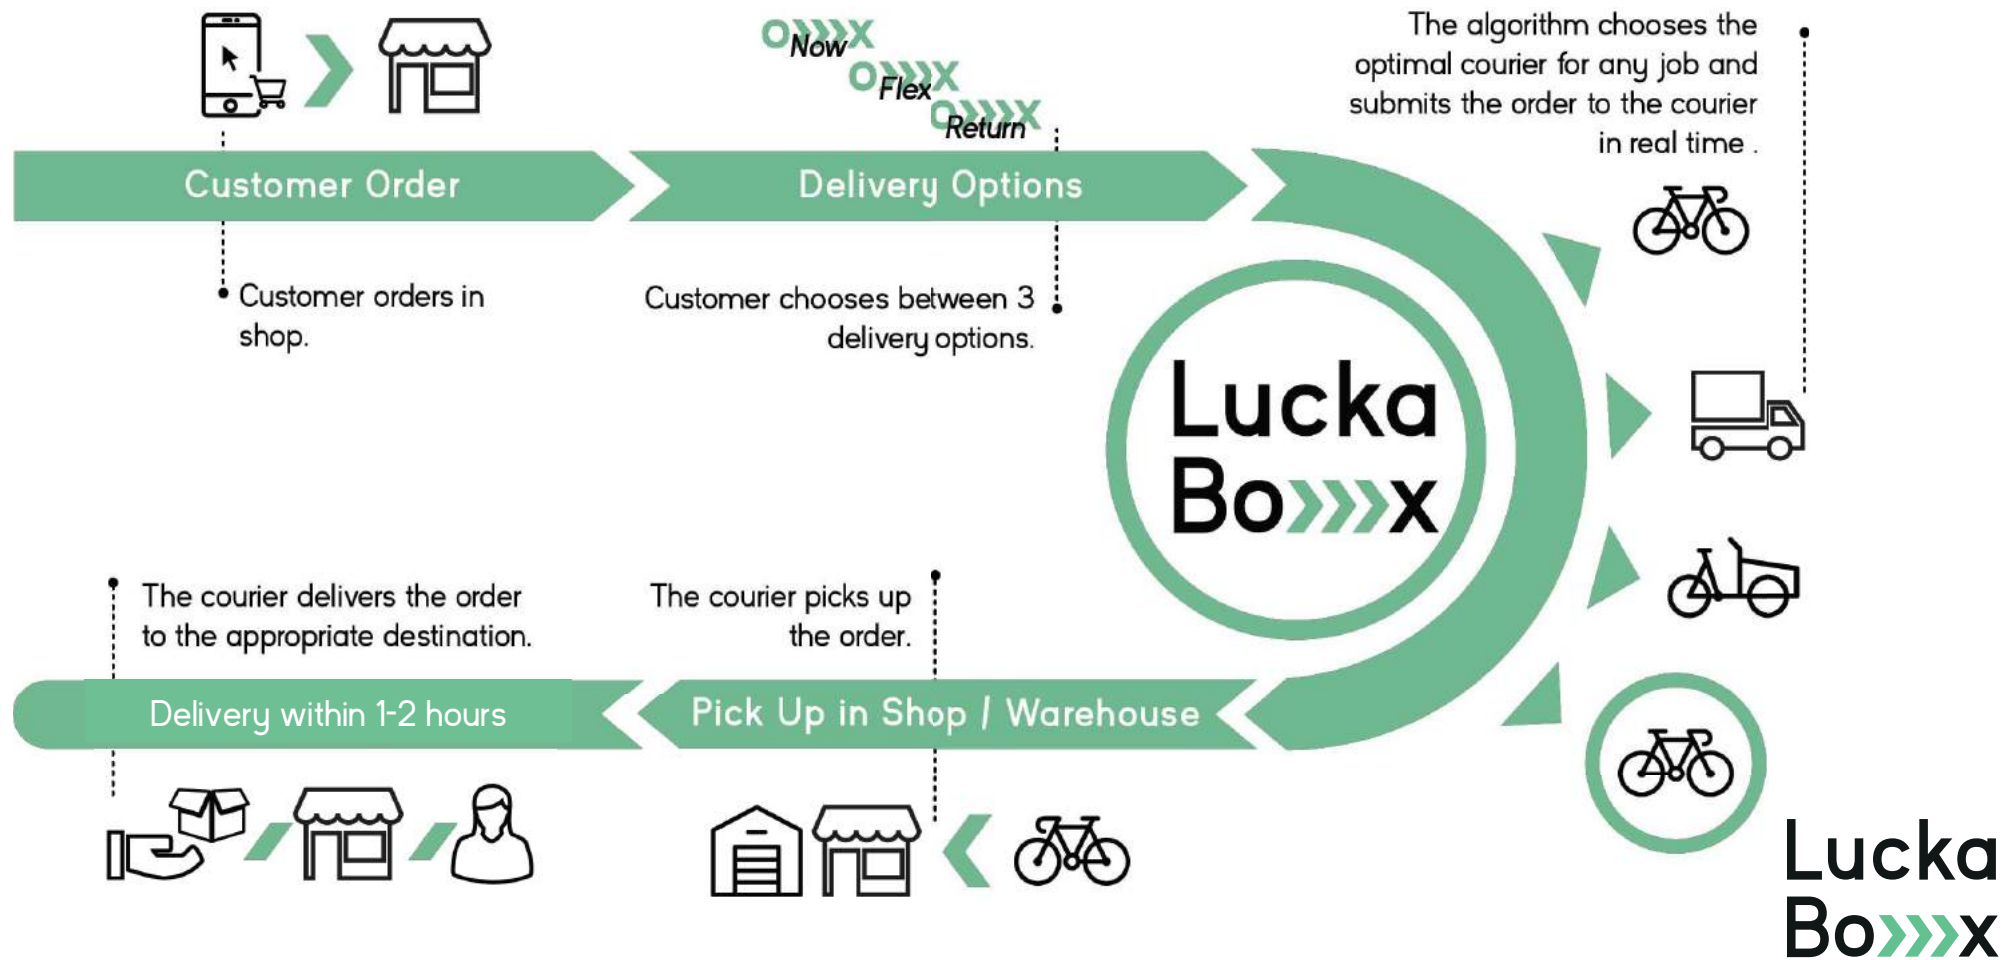 Now
Flex
Return
The algorithm chooses the
optimal courier for any job and
submits the order to the courier
in real time .
Customer Order
Delivery Options
Customer orders in
shop.
Customer chooses between 3
delivery options.
Lucka
Box
The courier delivers the order
to the appropriate destination.
The courier picks up
the order.
Delivery within 1-2 hours
Pick Up in Shop / Warehouse
Lucka
Box